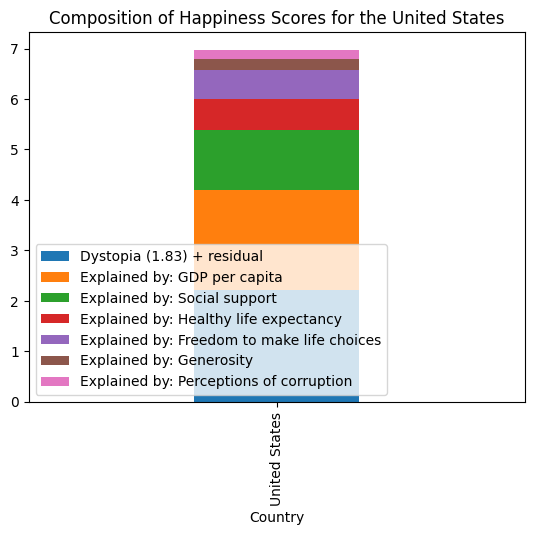 Composition of Happiness Scores for the United States
7
6
5
4
3
2
1
0
Dystopia (1.83) + residual
Explained by: GDP per capita
Explained by: Social support
Explained by: Healthy life expectancy
Explained by: Freedom to make life choices
Explained by: Generosity
Explained by: Perceptions of corruption
United States
Country